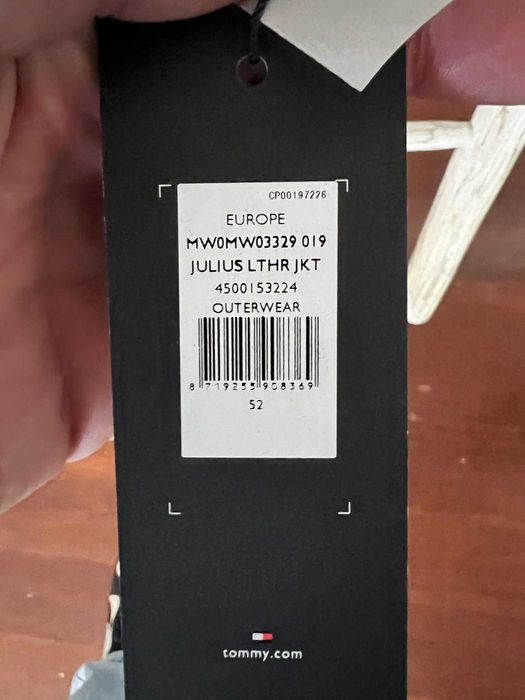 CP00197226
EUROPE
MW0MW03329 019
JULIUS LTHR JKT
4500153224
OUTERWEAR
8 719255 908369
52
tommy.com